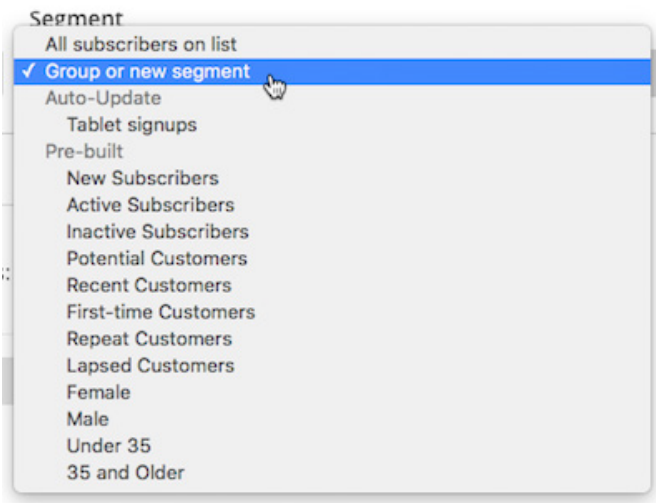 Segment
All subscribers on list
✓ Group or new segment
Auto-Update
Tablet signups
Pre-built
New Subscribers
Active Subscribers
Inactive Subscribers
Potential Customers
Recent Customers
First-time Customers
Repeat Customers
Lapsed Customers
Female
Male
Under 35
35 and Older